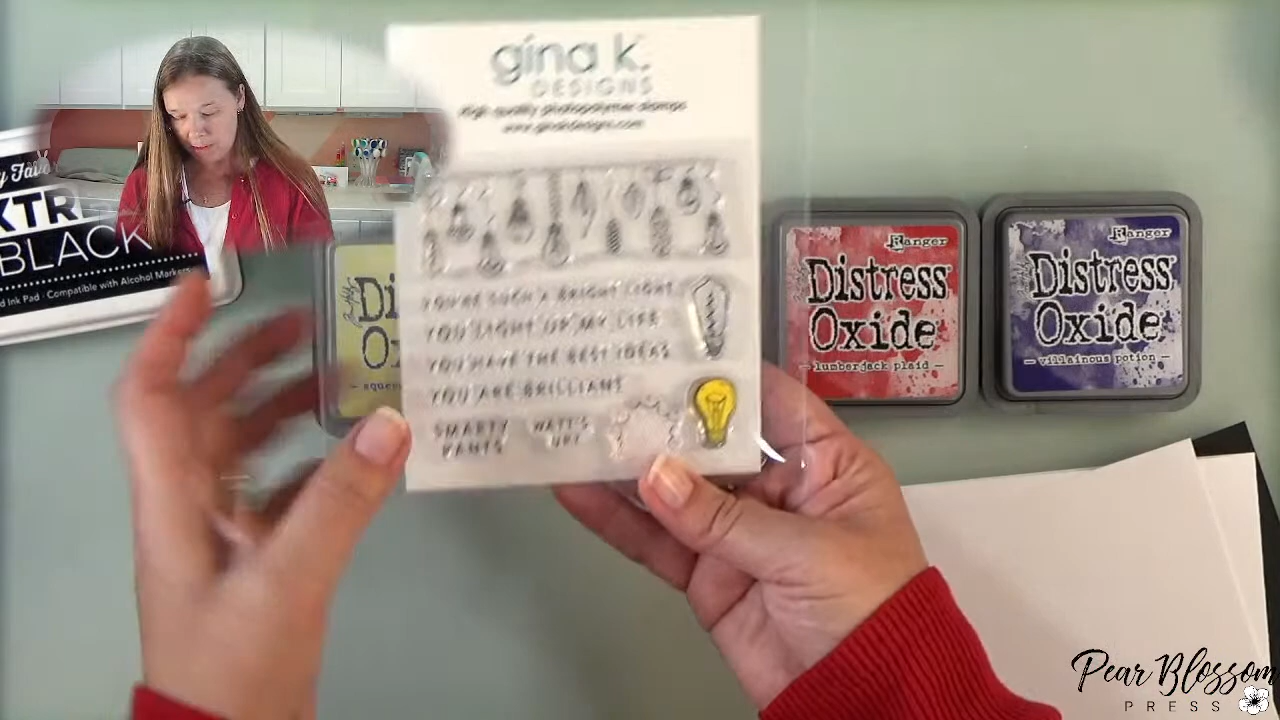 gina k.
DESIGNS
High quality photopolymer stamps
www.ginakdesigns.com
YOU'RE SUCH A BRIGHT LIGHT
YOU LIGHT UP MY LIFE
YOU HAVE THE BEST IDEAS
YOU ARE BRILLIANT
SMARTY
PANTS
WATT'S
UP?
XTR
BLACK
d Ink Pad · Compatible with Alcohol Markers
Di
Ox
Ranger
Distress
Oxide
lumberjack plaid
Ranger
Distress
Oxide
villainous potion
Pear Blossom
PRESS